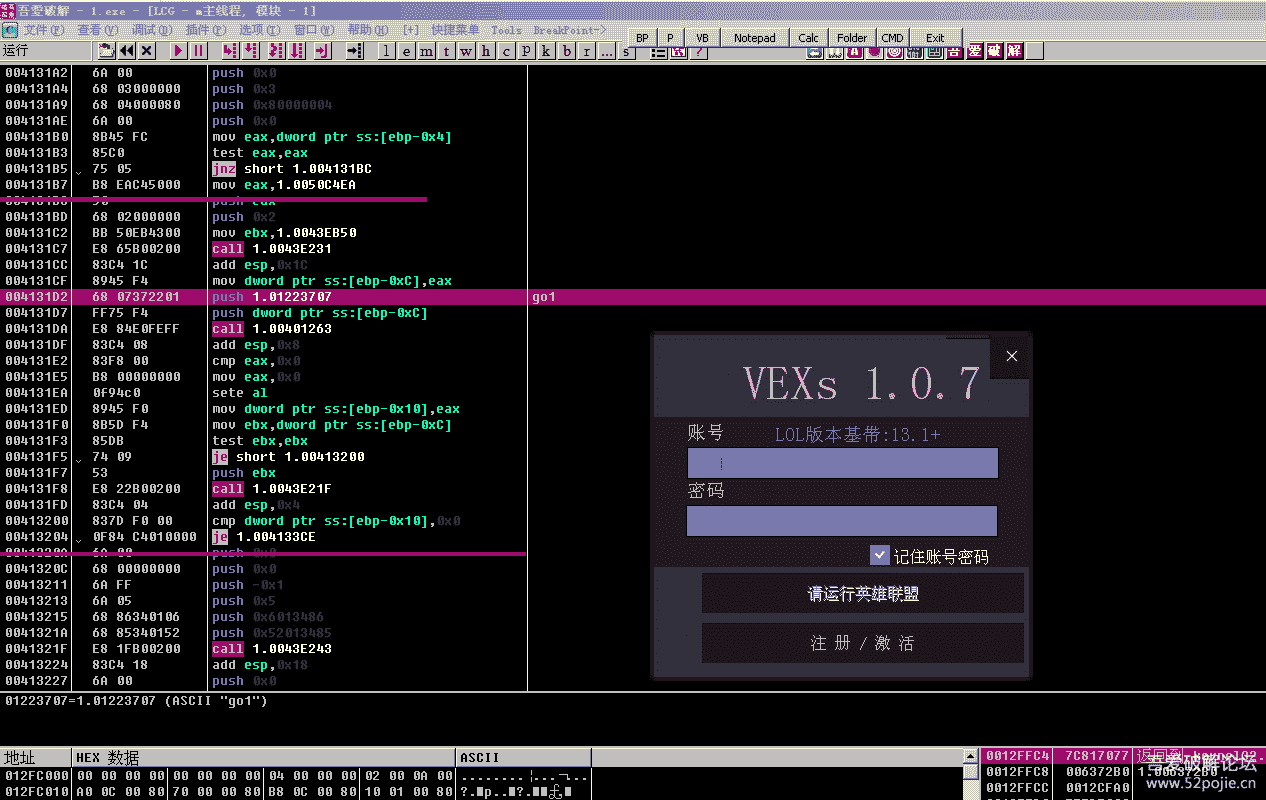 吾爱破解 - 1.exe - [LCG - m主线程, 模块 - 1]
文件(F) 查看(V) 调试(D) 插件(P) 选项(T) 窗口(W) 帮助(H) [+] 快捷菜单 Tools BreakPoint->
BP P VB Notepad Calc Folder CMD Exit
运行 l e m t w h c p k b r ... s ? 吾 爱 破 解
004131A2 6A 00 push 0x0
004131A4 68 03000000 push 0x3
004131A9 68 04000080 push 0x80000004
004131AE 6A 00 push 0x0
004131B0 8B45 FC mov eax,dword ptr ss:[ebp-0x4]
004131B3 85C0 test eax,eax
004131B5 75 05 jnz short 1.004131BC
004131B7 B8 EAC45000 mov eax,1.0050C4EA
004131BD 68 02000000 push 0x2
004131C2 BB 50EB4300 mov ebx,1.0043EB50
004131C7 E8 65B00200 call 1.0043E231
004131CC 83C4 1C add esp,0x1C
004131CF 8945 F4 mov dword ptr ss:[ebp-0xC],eax
004131D2 68 07372201 push 1.01223707 go1
004131D7 FF75 F4 push dword ptr ss:[ebp-0xC]
004131DA E8 84E0FEFF call 1.00401263
004131DF 83C4 08 add esp,0x8
004131E2 83F8 00 cmp eax,0x0
004131E5 B8 00000000 mov eax,0x0
004131EA 0f94c0 sete al
004131ED 8945 F0 mov dword ptr ss:[ebp-0x10],eax
004131F0 8B5D F4 mov ebx,dword ptr ss:[ebp-0xC]
004131F3 85DB test ebx,ebx
004131F5 74 09 je short 1.00413200
004131F7 53 push ebx
004131F8 E8 22B00200 call 1.0043E21F
004131FD 83C4 04 add esp,0x4
00413200 837D F0 00 cmp dword ptr ss:[ebp-0x10],0x0
00413204 0F84 C4010000 je 1.004133CE
0041320A 6A 00 push 0x0
0041320C 68 00000000 push 0x0
00413211 6A FF push -0x1
00413213 6A 05 push 0x5
00413215 68 86340106 push 0x6013486
0041321A 68 85340152 push 0x52013485
0041321F E8 1FB00200 call 1.0043E243
00413224 83C4 18 add esp,0x18
00413227 6A 00 push 0x0
VEXs 1.0.7
账号 LOL版本基带:13.1+
密码
记住账号密码
请运行英雄联盟
注 册 / 激 活
01223707=1.01223707 (ASCII "go1")
地址 HEX 数据 ASCII
0012FC000 00 00 00 00 00 00 00 00 04 00 00 00 02 00 0A 00
0012FC010 A0 0C 00 80 70 00 00 80 B8 0C 00 80 10 01 00 80
0012FFC4 7C817077 返回到
0012FFC8 006372B0 1.006372B0
0012FFCC 0012CFA0
吾爱破解论坛
www.52pojie.cn